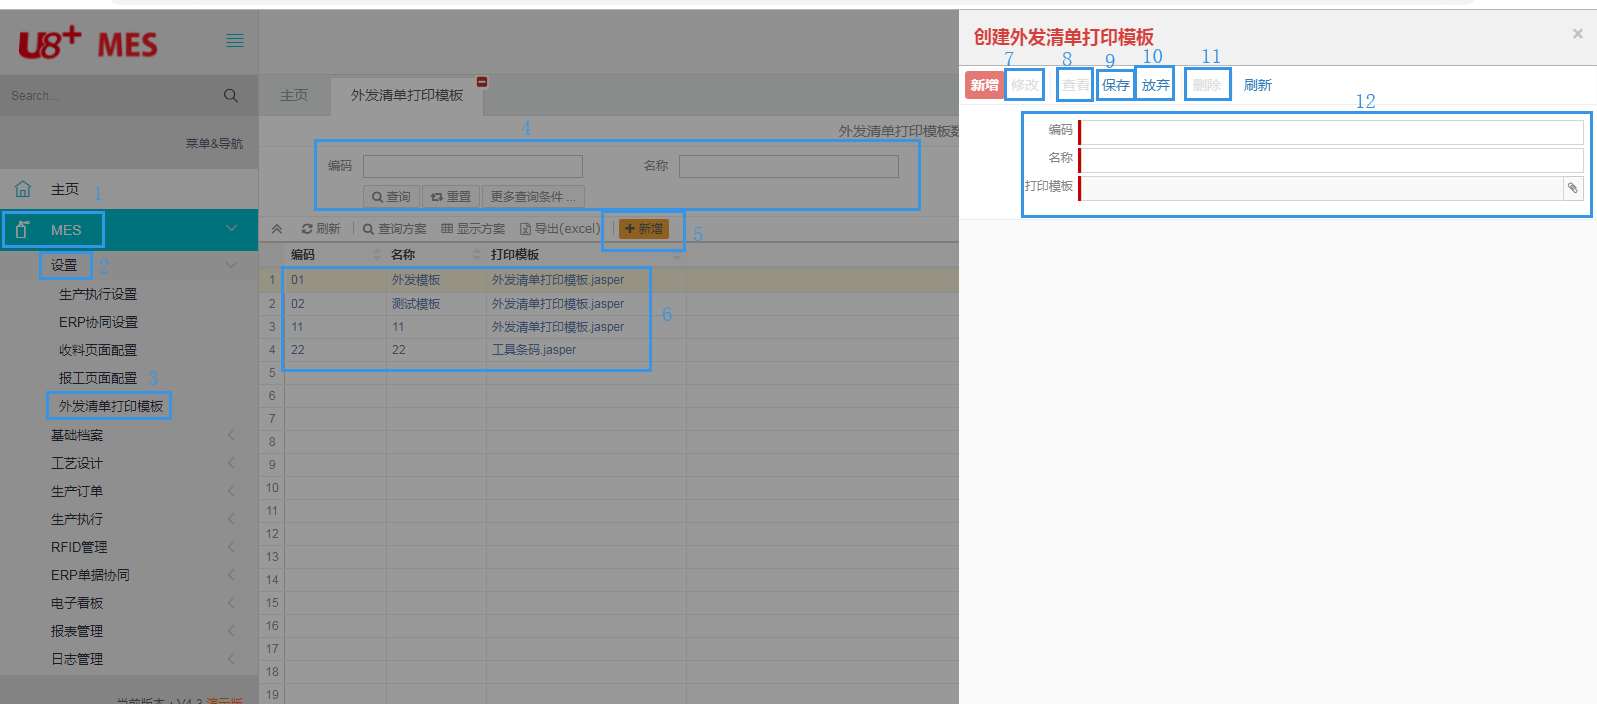 U8+ MES
Search...
菜单&导航
主页 1
MES
设置 2
生产执行设置
ERP协同设置
收料页面配置
报工页面配置 3
外发清单打印模板
基础档案
工艺设计
生产订单
生产执行
RFID管理
ERP单据协同
电子看板
报表管理
日志管理
当前版本：V4.3 演示版
主页 外发清单打印模板
4 外发清单打印模板数
编码 名称
查询 重置 更多查询条件 ...
刷新 查询方案 显示方案 导出(excel) 新增 5
编码 名称 打印模板
1 01 外发模板 外发清单打印模板.jasper
2 02 测试模板 外发清单打印模板.jasper
3 11 11 外发清单打印模板.jasper 6
4 22 22 工具条码.jasper
5
6
7
8
9
10
11
12
13
14
15
16
17
18
19
创建外发清单打印模板 ×
7 8 9 10 11
新增 修改 查看 保存 放弃 删除 刷新
12
编码
名称
打印模板